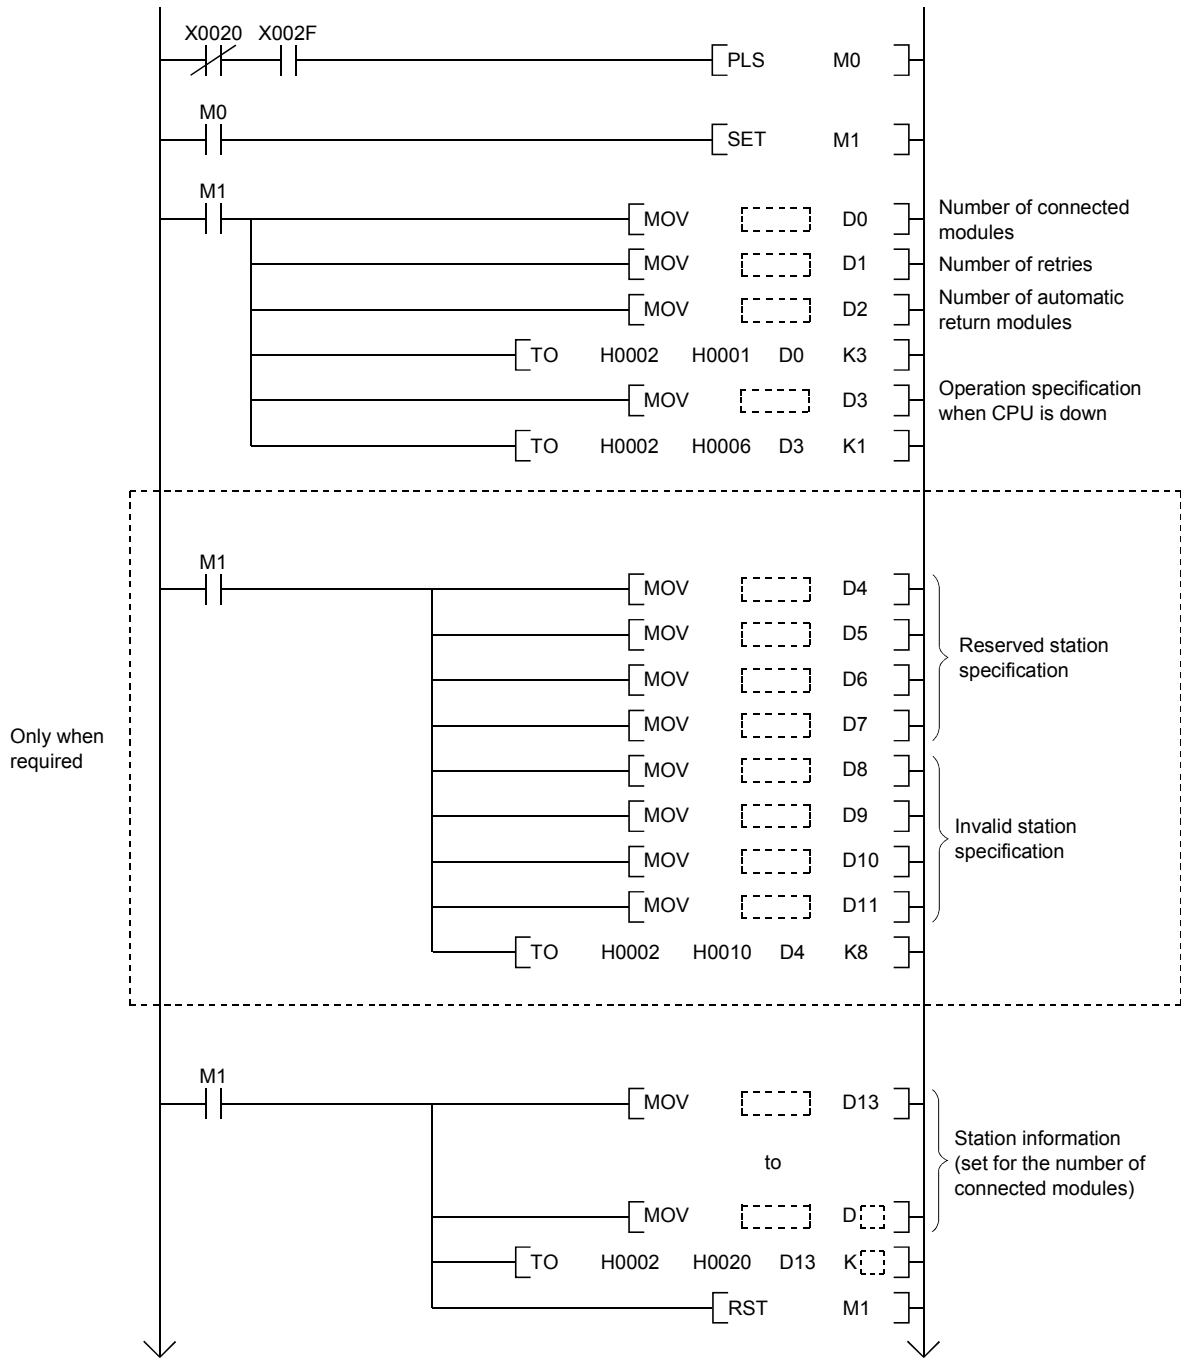 X0020 X002F
PLS M0
M0
SET M1
M1
MOV D0 Number of connected
modules
MOV D1 Number of retries
MOV D2 Number of automatic
return modules
TO H0002 H0001 D0 K3
MOV D3 Operation specification
when CPU is down
TO H0002 H0006 D3 K1
Only when
required
M1
MOV D4
MOV D5
MOV D6
MOV D7
Reserved station
specification
MOV D8
MOV D9
MOV D10
MOV D11
Invalid station
specification
TO H0002 H0010 D4 K8
M1
MOV D13
to
MOV D
Station information
(set for the number of
connected modules)
TO H0002 H0020 D13 K
RST M1